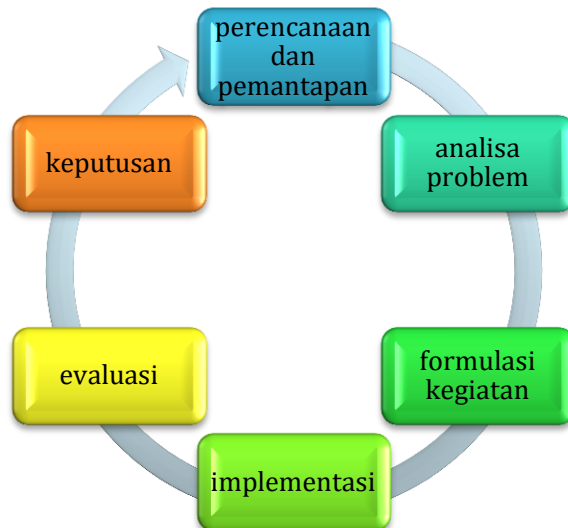 perencanaan
dan
pemantapan
analisa
problem
formulasi
kegiatan
implementasi
evaluasi
keputusan